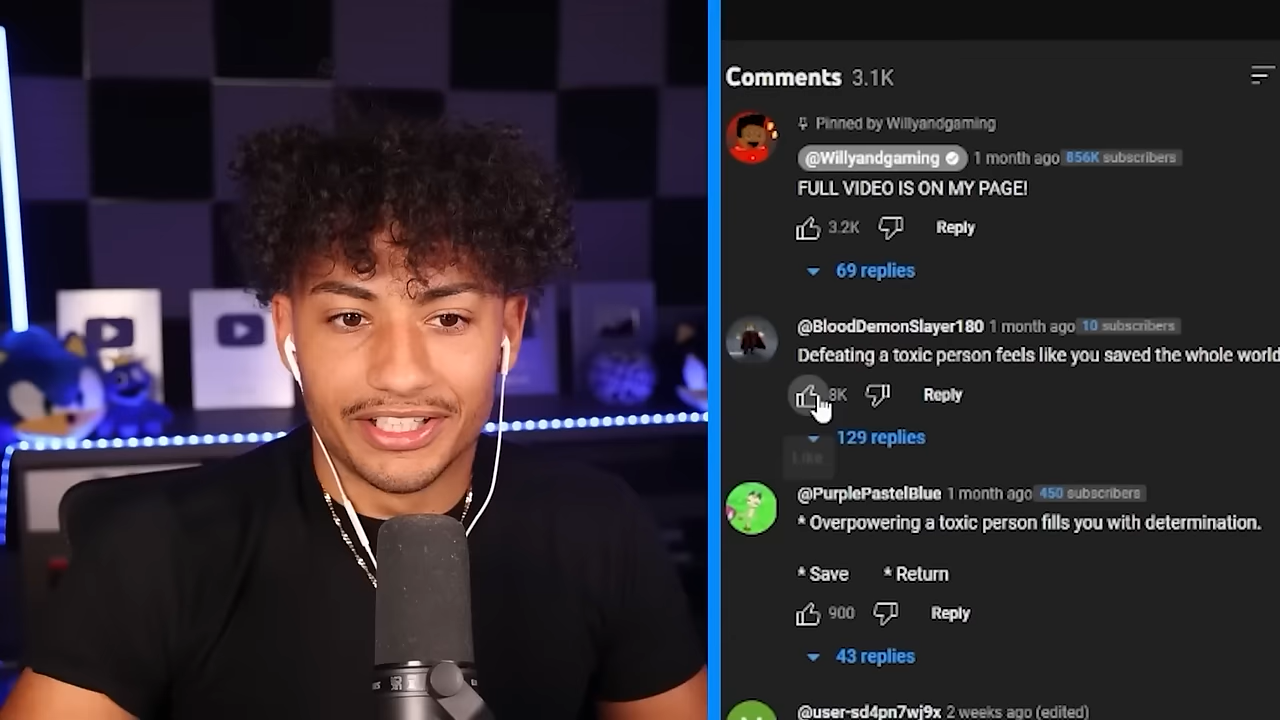 Comments 3.1K
Pinned by Willyandgaming
@Willyandgaming 1 month ago 856K subscribers
FULL VIDEO IS ON MY PAGE!
3.2K Reply
69 replies
@BloodDemonSlayer180 1 month ago 10 subscribers
Defeating a toxic person feels like you saved the whole world
8K Reply
129 replies
Like
@PurplePastelBlue 1 month ago 450 subscribers
* Overpowering a toxic person fills you with determination.
* Save * Return
900 Reply
43 replies
@user-sd4pn7wj9x 2 weeks ago (edited)